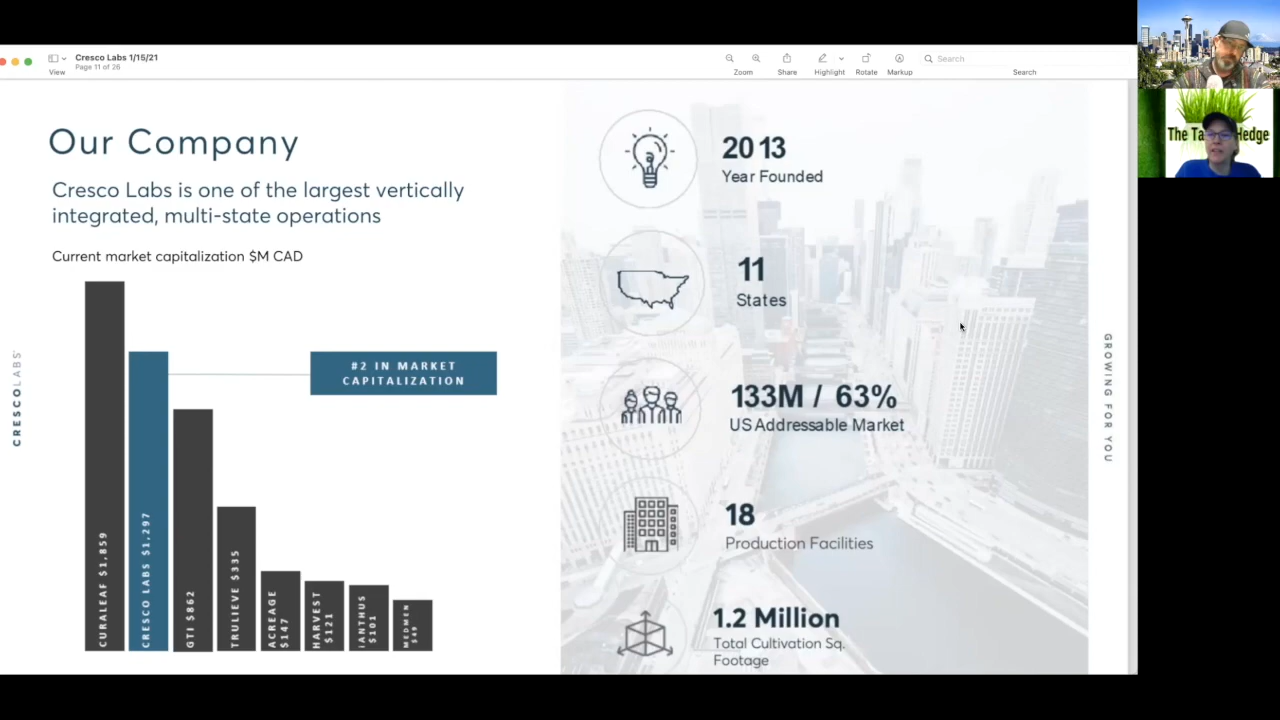 Cresco Labs 1/15/21
Page 11 of 26
View
Zoom
Share
Highlight
Rotate
Markup
Search
Search
The Ta Hedge
Our Company
Cresco Labs is one of the largest vertically
integrated, multi-state operations
Current market capitalization $M CAD
#2 IN MARKET
CAPITALIZATION
CURALEAF $1,859
CRESCO LABS $1,297
GTI $862
TRULIEVE $335
ACREAGE
$147
HARVEST
$121
iANTHUS
$101
MEDMEN
$49
CRESCOLABS
2013
Year Founded
11
States
133M / 63%
US Addressable Market
18
Production Facilities
1.2 Million
Total Cultivation Sq.
Footage
GROWING FOR YOU